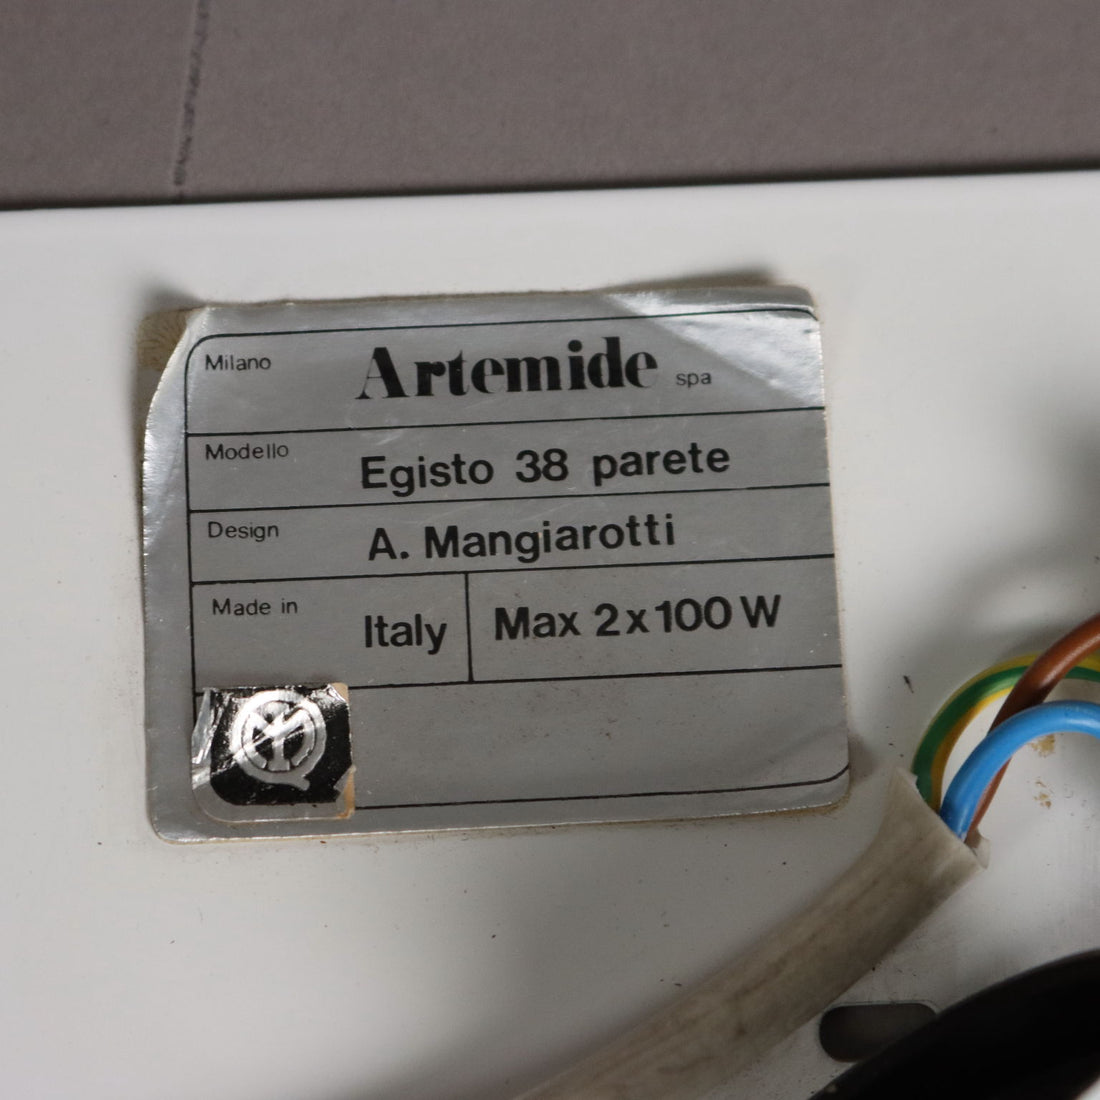 Milano Artemide spa
Modello Egisto 38 parete
Design A. Mangiarotti
Made in Italy Max 2x100 W